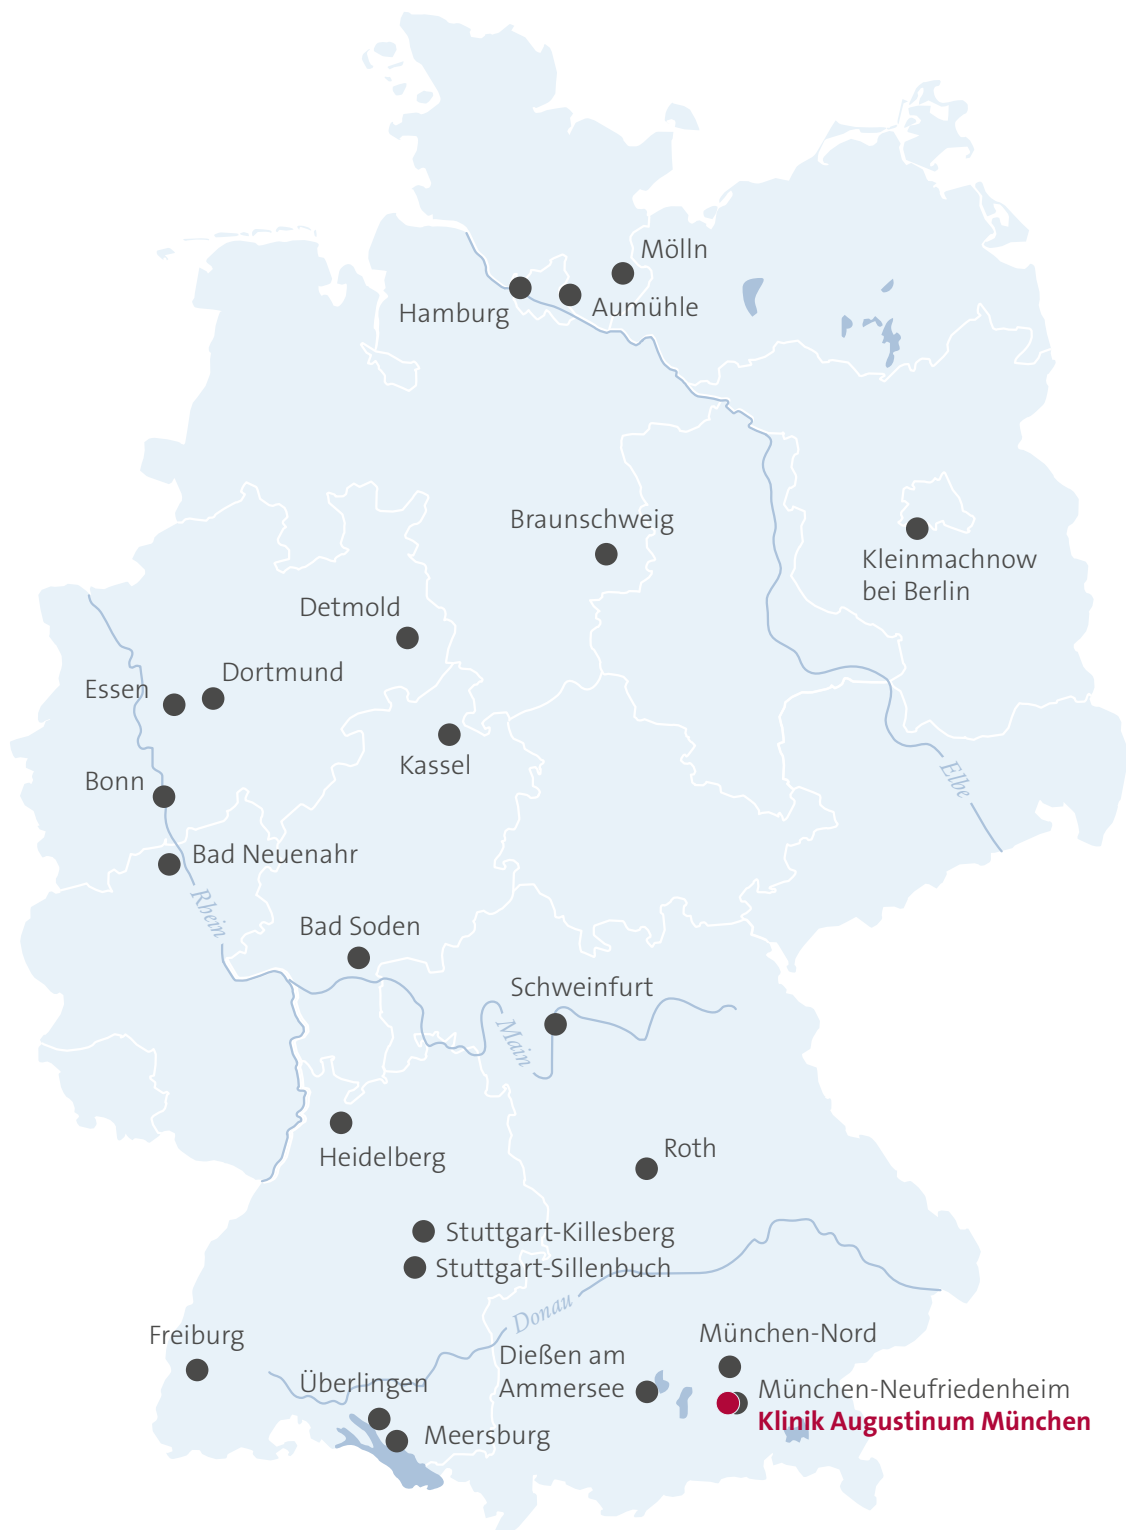 Mölln
Hamburg
Aumühle
Braunschweig
Kleinmachnow
bei Berlin
Detmold
Dortmund
Essen
Kassel
Elbe
Bonn
Bad Neuenahr
Rhein
Bad Soden
Schweinfurt
Main
Heidelberg
Roth
Stuttgart-Killesberg
Stuttgart-Sillenbuch
Donau
Freiburg
München-Nord
Dießen am
Ammersee
Überlingen
München-Neufriedenheim
Klinik Augustinum München
Meersburg